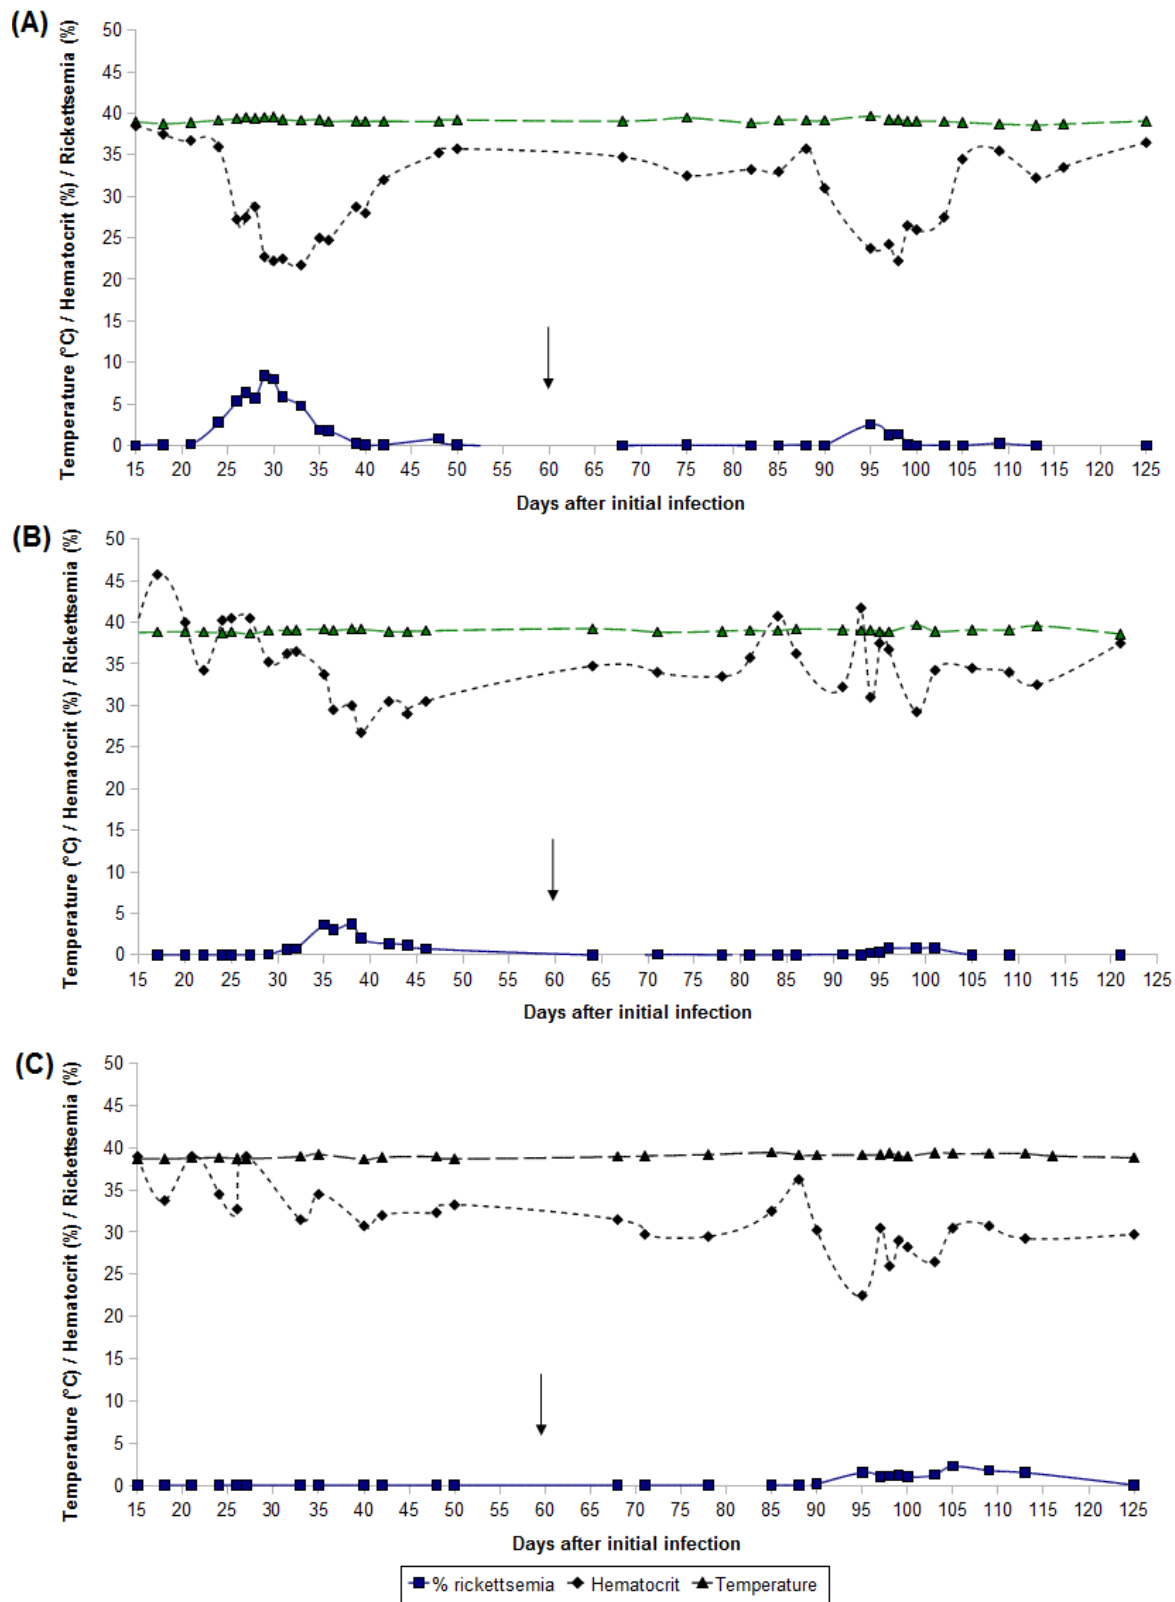 (A)
Temperature (°C) / Hematocrit (%) / Rickettsemia (%)
50
45
40
35
30
25
20
15
10
5
0
15 20 25 30 35 40 45 50 55 60 65 70 75 80 85 90 95 100 105 110 115 120 125
Days after initial infection
(B)
Temperature (°C) / Hematocrit (%) / Rickettsemia (%)
50
45
40
35
30
25
20
15
10
5
0
15 20 25 30 35 40 45 50 55 60 65 70 75 80 85 90 95 100 105 110 115 120 125
Days after initial infection
(C)
Temperature (°C) / Hematocrit (%) / Rickettsemia (%)
50
45
40
35
30
25
20
15
10
5
0
15 20 25 30 35 40 45 50 55 60 65 70 75 80 85 90 95 100 105 110 115 120 125
Days after initial infection
% rickettsemia Hematocrit Temperature